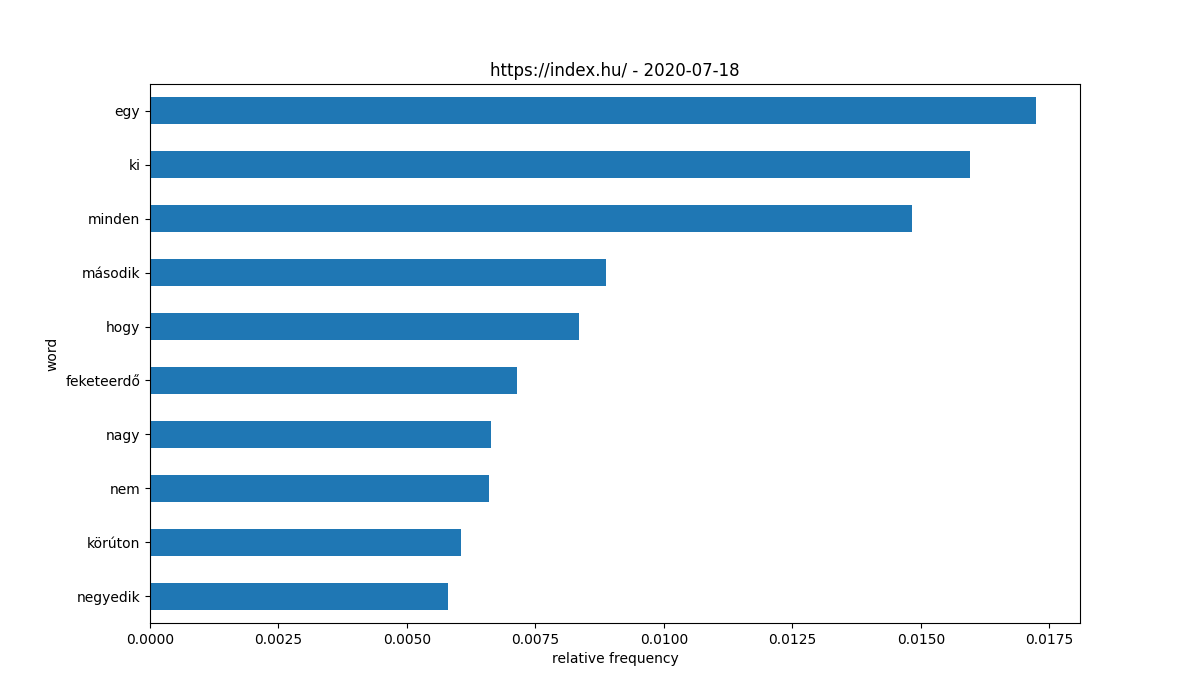 https://index.hu/ - 2020-07-18
egy
ki
minden
második
hogy
word
feketeerdő
nagy
nem
körúton
negyedik
0.0000 0.0025 0.0050 0.0075 0.0100 0.0125 0.0150 0.0175
relative frequency